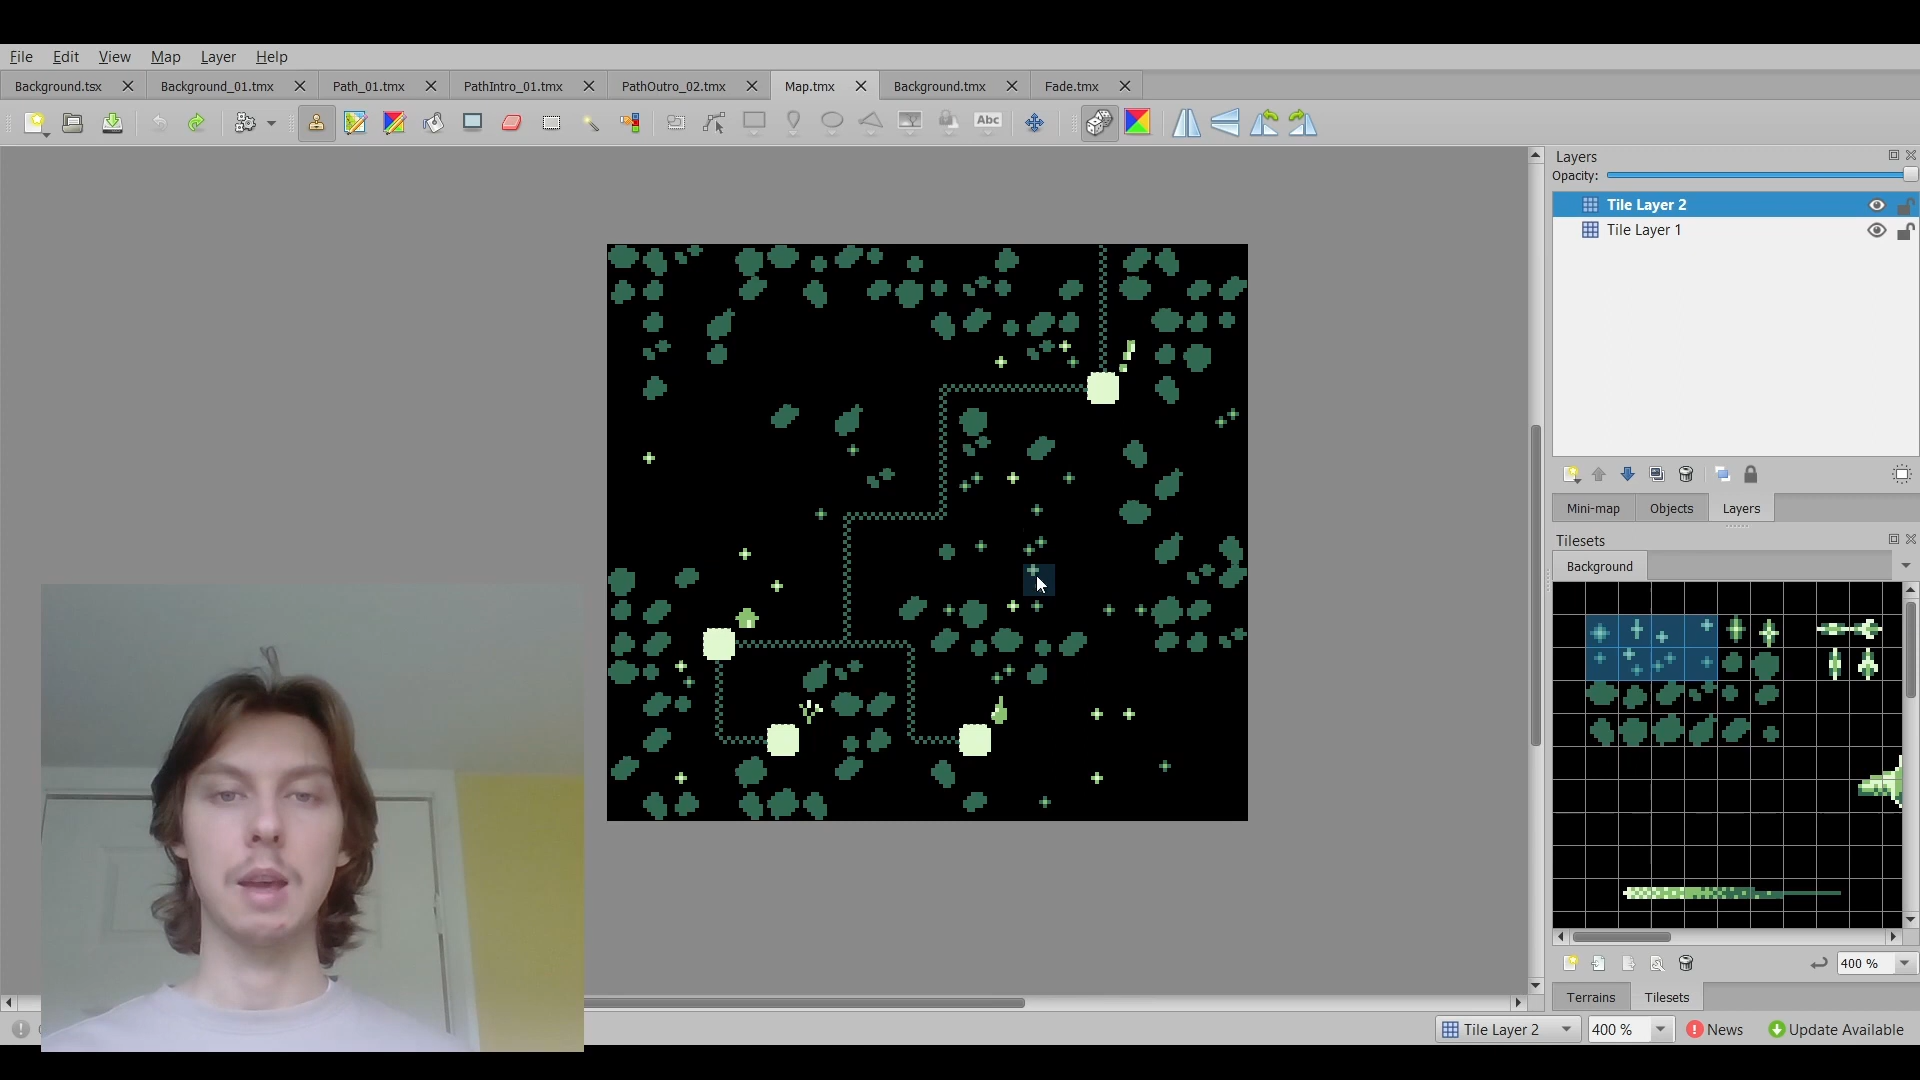 File Edit View Map Layer Help
Background.tsx Background_01.tmx Path_01.tmx PathIntro_01.tmx PathOutro_02.tmx Map.tmx Background.tmx Fade.tmx
Abc
Layers
Opacity:
Tile Layer 2
Tile Layer 1
Mini-map Objects Layers
Tilesets
Background
400 %
Terrains Tilesets
Tile Layer 2 400 % News Update Available